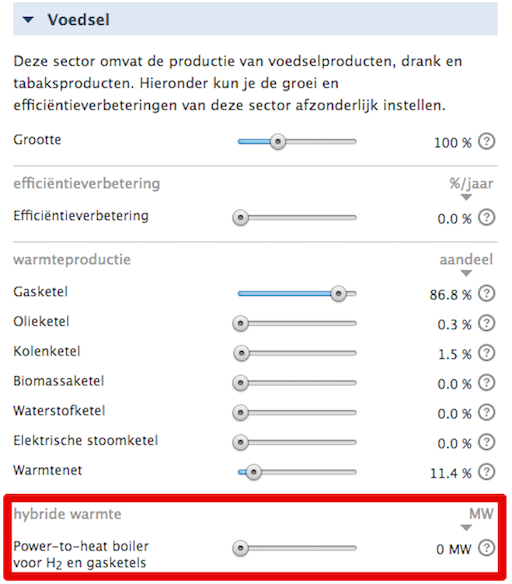 Voedsel
Deze sector omvat de productie van voedselproducten, drank en
tabaksproducten. Hieronder kun je de groei en
efficiëntieverbeteringen van deze sector afzonderlijk instellen.
Grootte 100 % ?
efficiëntieverbetering %/jaar
Efficiëntieverbetering 0.0 % ?
warmteproductie aandeel
Gasketel 86.8 % ?
Olieketel 0.3 % ?
Kolenketel 1.5 % ?
Biomassaketel 0.0 % ?
Waterstofketel 0.0 % ?
Elektrische stoomketel 0.0 % ?
Warmtenet 11.4 % ?
hybride warmte MW
Power-to-heat boiler
voor H₂ en gasketels 0 MW ?